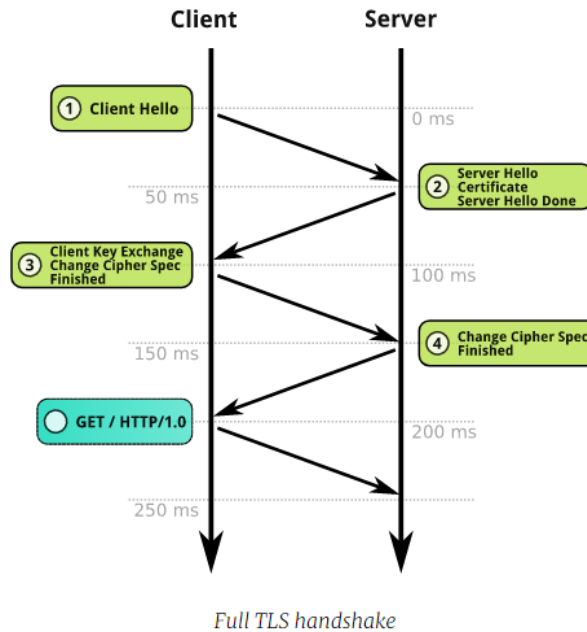 Client
Server
1 Client Hello
0 ms
2 Server Hello
Certificate
Server Hello Done
50 ms
3 Client Key Exchange
Change Cipher Spec
Finished
100 ms
4 Change Cipher Spec
Finished
150 ms
GET / HTTP/1.0
200 ms
250 ms
Full TLS handshake